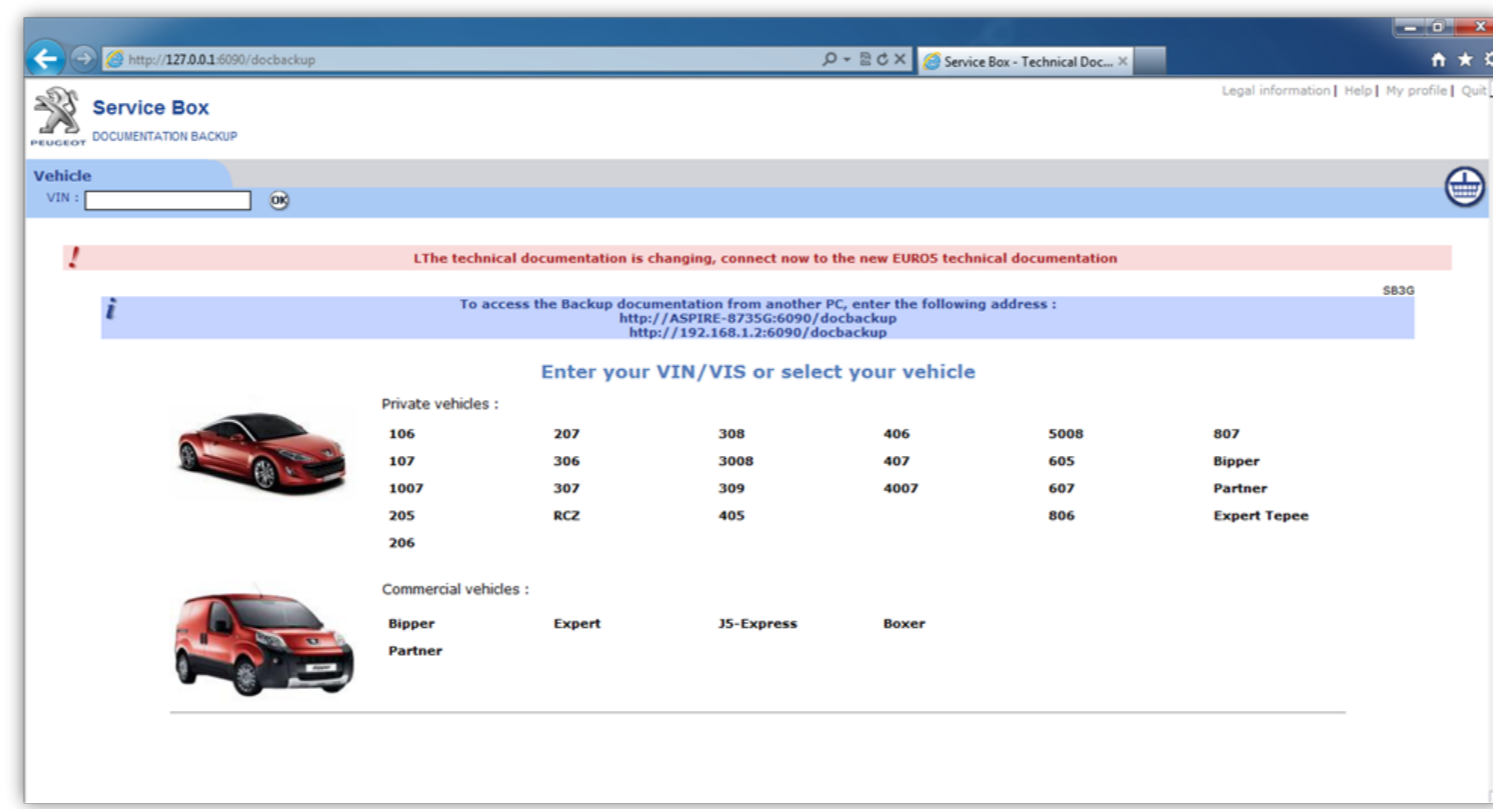 http://127.0.0.1:6090/docbackup
Service Box - Technical Doc...
Legal information| Help| My profile| Quit
PEUGEOT
Service Box
DOCUMENTATION BACKUP
Vehicle
VIN :
OK
! LThe technical documentation is changing, connect now to the new EURO5 technical documentation
SB3G
i To access the Backup documentation from another PC, enter the following address :
http://ASPIRE-8735G:6090/docbackup
http://192.168.1.2:6090/docbackup
Enter your VIN/VIS or select your vehicle
Private vehicles :
106 207 308 406 5008 807
107 306 3008 407 605 Bipper
1007 307 309 4007 607 Partner
205 RCZ 405 806 Expert Tepee
206
Commercial vehicles :
Bipper Expert J5-Express Boxer
Partner